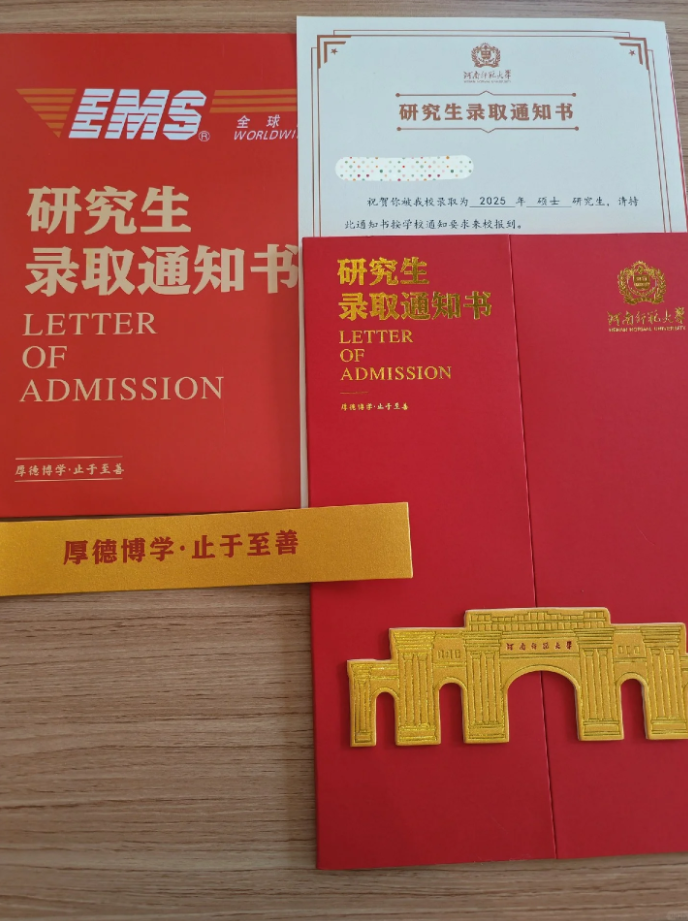 EMS®
全球
WORLDWI
研究生
录取通知书
LETTER
OF
ADMISSION
厚德博学·止于至善
河南师范大学
研究生录取通知书
祝贺你被我校录取为 2025 年 硕士 研究生，请持
此通知书按学校通知要求来校报到。
研究生
录取通知书
LETTER
OF
ADMISSION
厚德博学·止于至善
河南师范大学
HENAN NORMAL UNIVERSITY
厚德博学·止于至善
河南师范大学